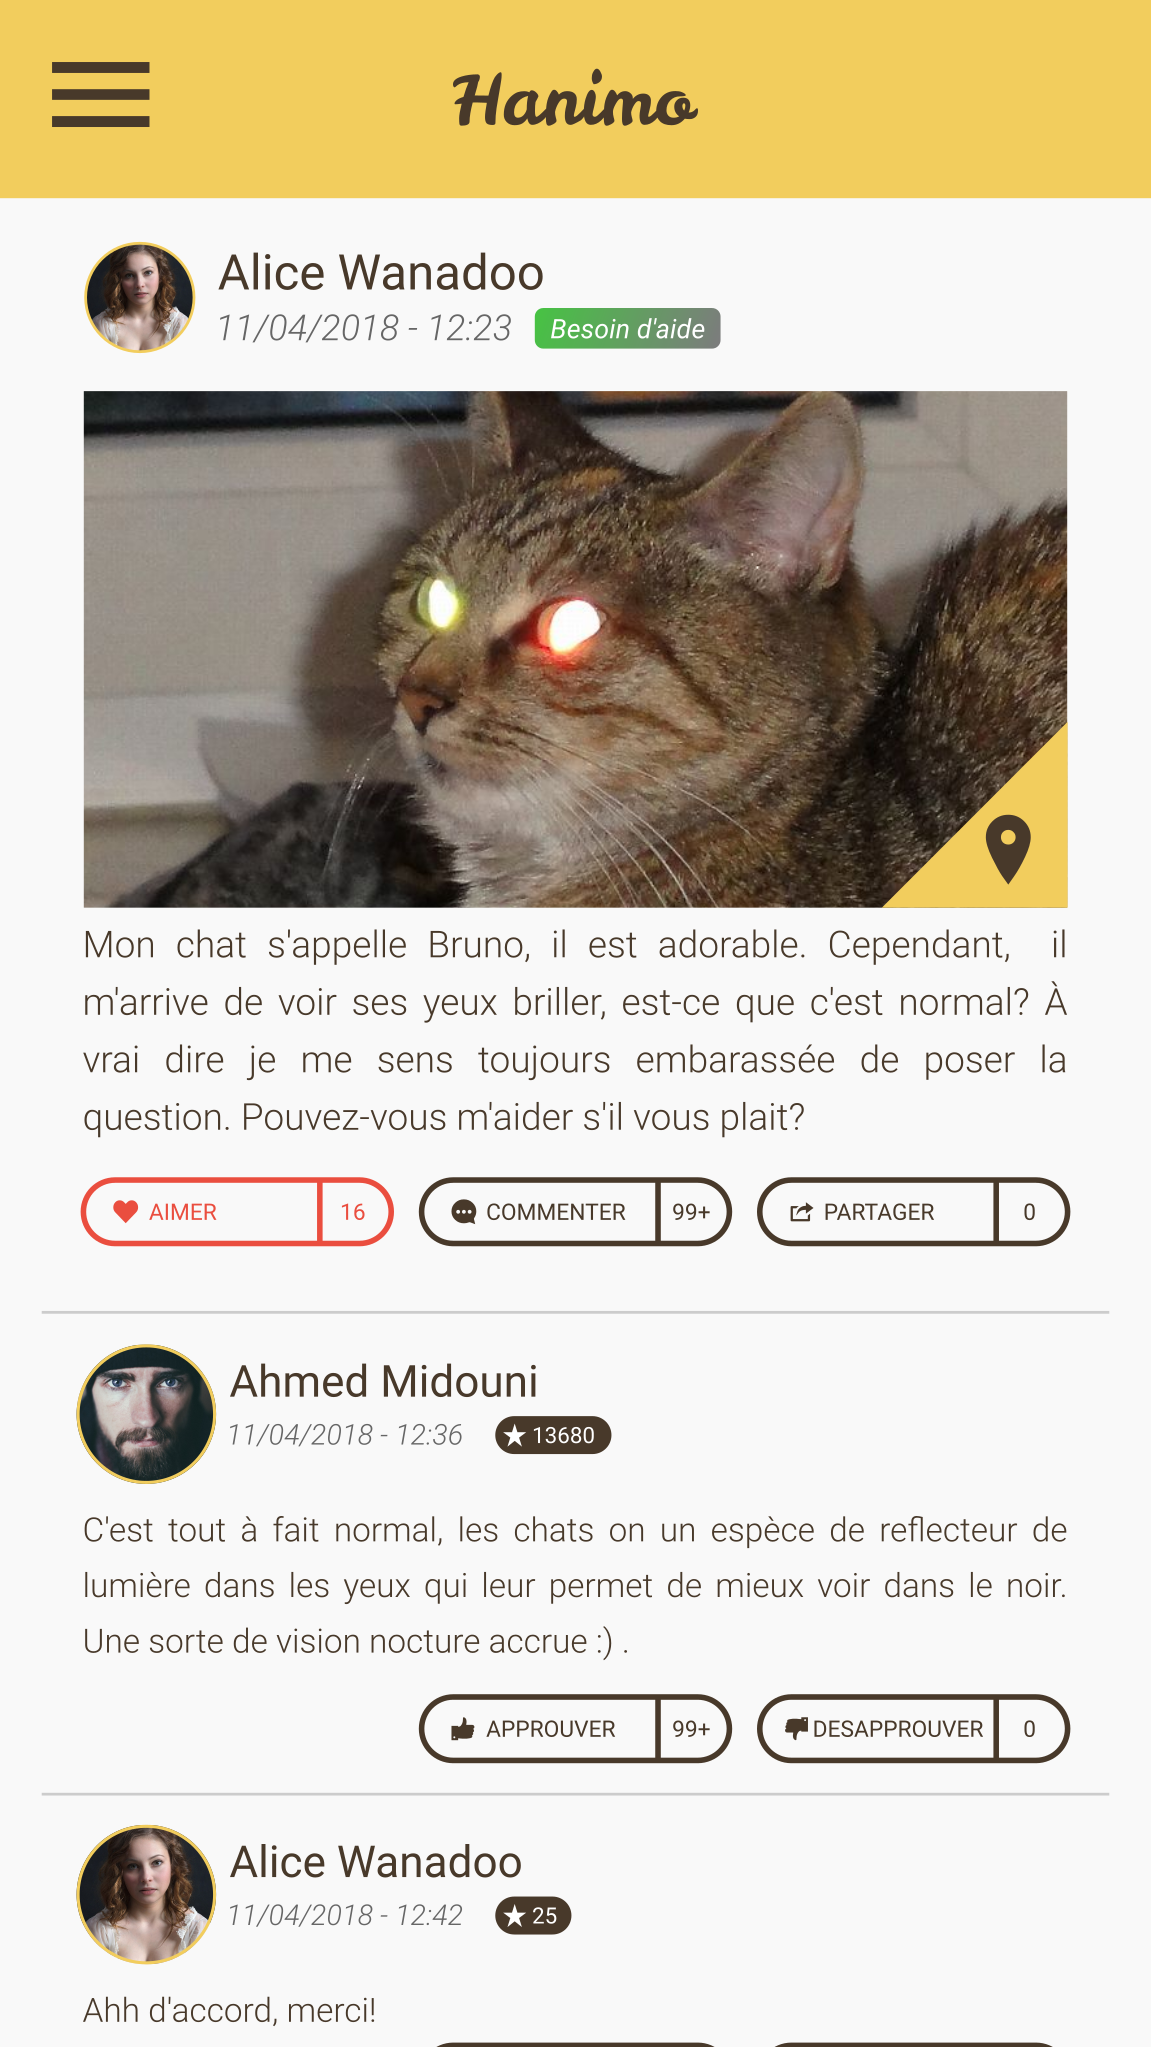 Hanimo
Alice Wanadoo
11/04/2018 - 12:23 Besoin d'aide
Mon chat s'appelle Bruno, il est adorable. Cependant, il
m'arrive de voir ses yeux briller, est-ce que c'est normal? À
vrai dire je me sens toujours embarassée de poser la
question. Pouvez-vous m'aider s'il vous plait?
AIMER 16 COMMENTER 99+ PARTAGER 0
Ahmed Midouni
11/04/2018 - 12:36 13680
C'est tout à fait normal, les chats on un espèce de reflecteur de
lumière dans les yeux qui leur permet de mieux voir dans le noir.
Une sorte de vision nocture accrue :) .
APPROUVER 99+ DESAPPROUVER 0
Alice Wanadoo
11/04/2018 - 12:42 25
Ahh d'accord, merci!